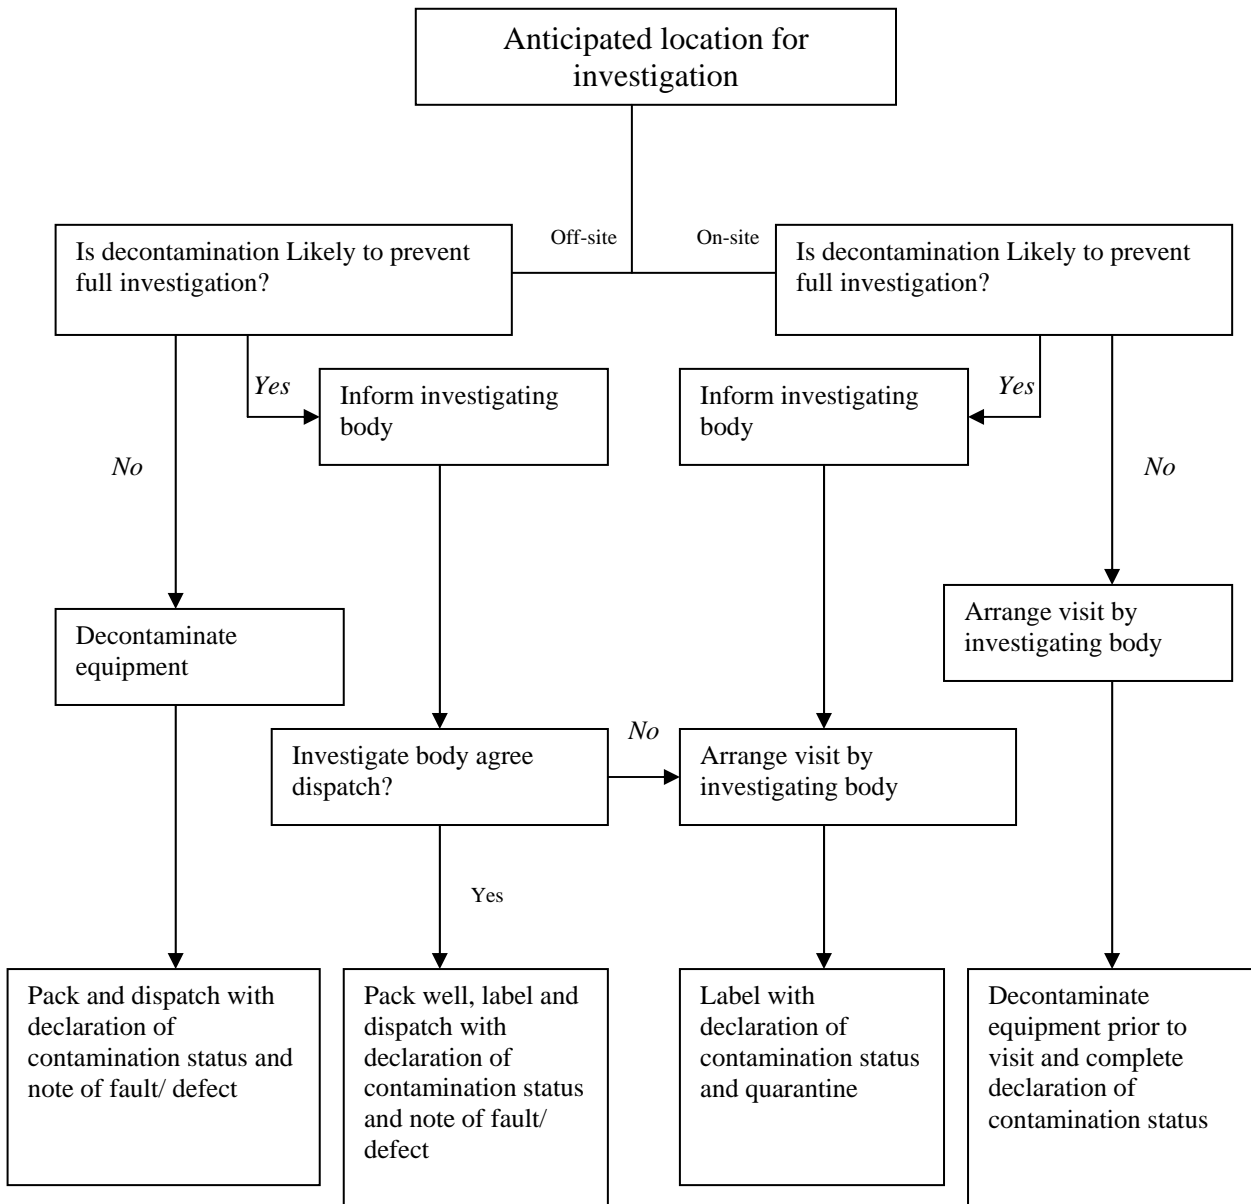 Anticipated location for
investigation
Off-site
On-site
Is decontamination Likely to prevent
full investigation?
Is decontamination Likely to prevent
full investigation?
Yes
Inform investigating
body
Inform investigating
body
Yes
No
No
Decontaminate
equipment
Arrange visit by
investigating body
Investigate body agree
dispatch?
No
Arrange visit by
investigating body
Yes
Pack and dispatch with
declaration of
contamination status and
note of fault/ defect
Pack well, label and
dispatch with
declaration of
contamination status
and note of fault/
defect
Label with
declaration of
contamination status
and quarantine
Decontaminate
equipment prior to
visit and complete
declaration of
contamination status